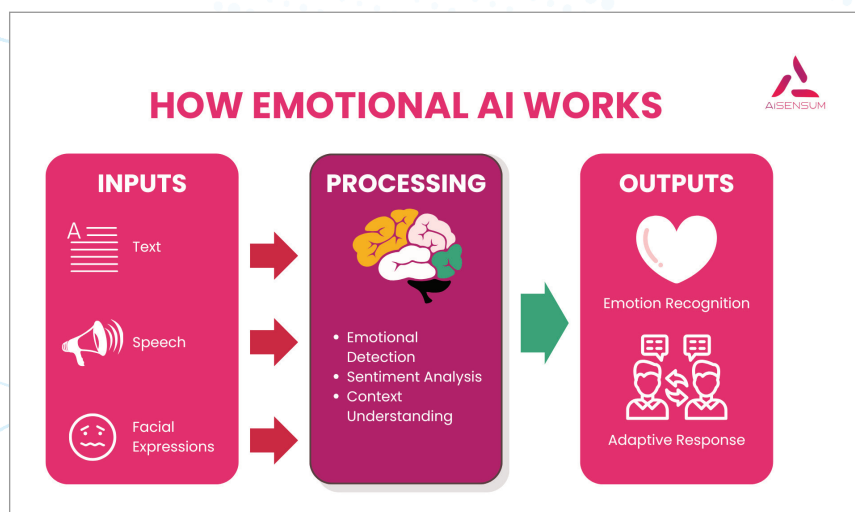 HOW EMOTIONAL AI WORKS
AiSENSUM
INPUTS
A
Text
Speech
Facial
Expressions
PROCESSING
• Emotional
Detection
• Sentiment Analysis
• Context
Understanding
OUTPUTS
Emotion Recognition
Adaptive Response